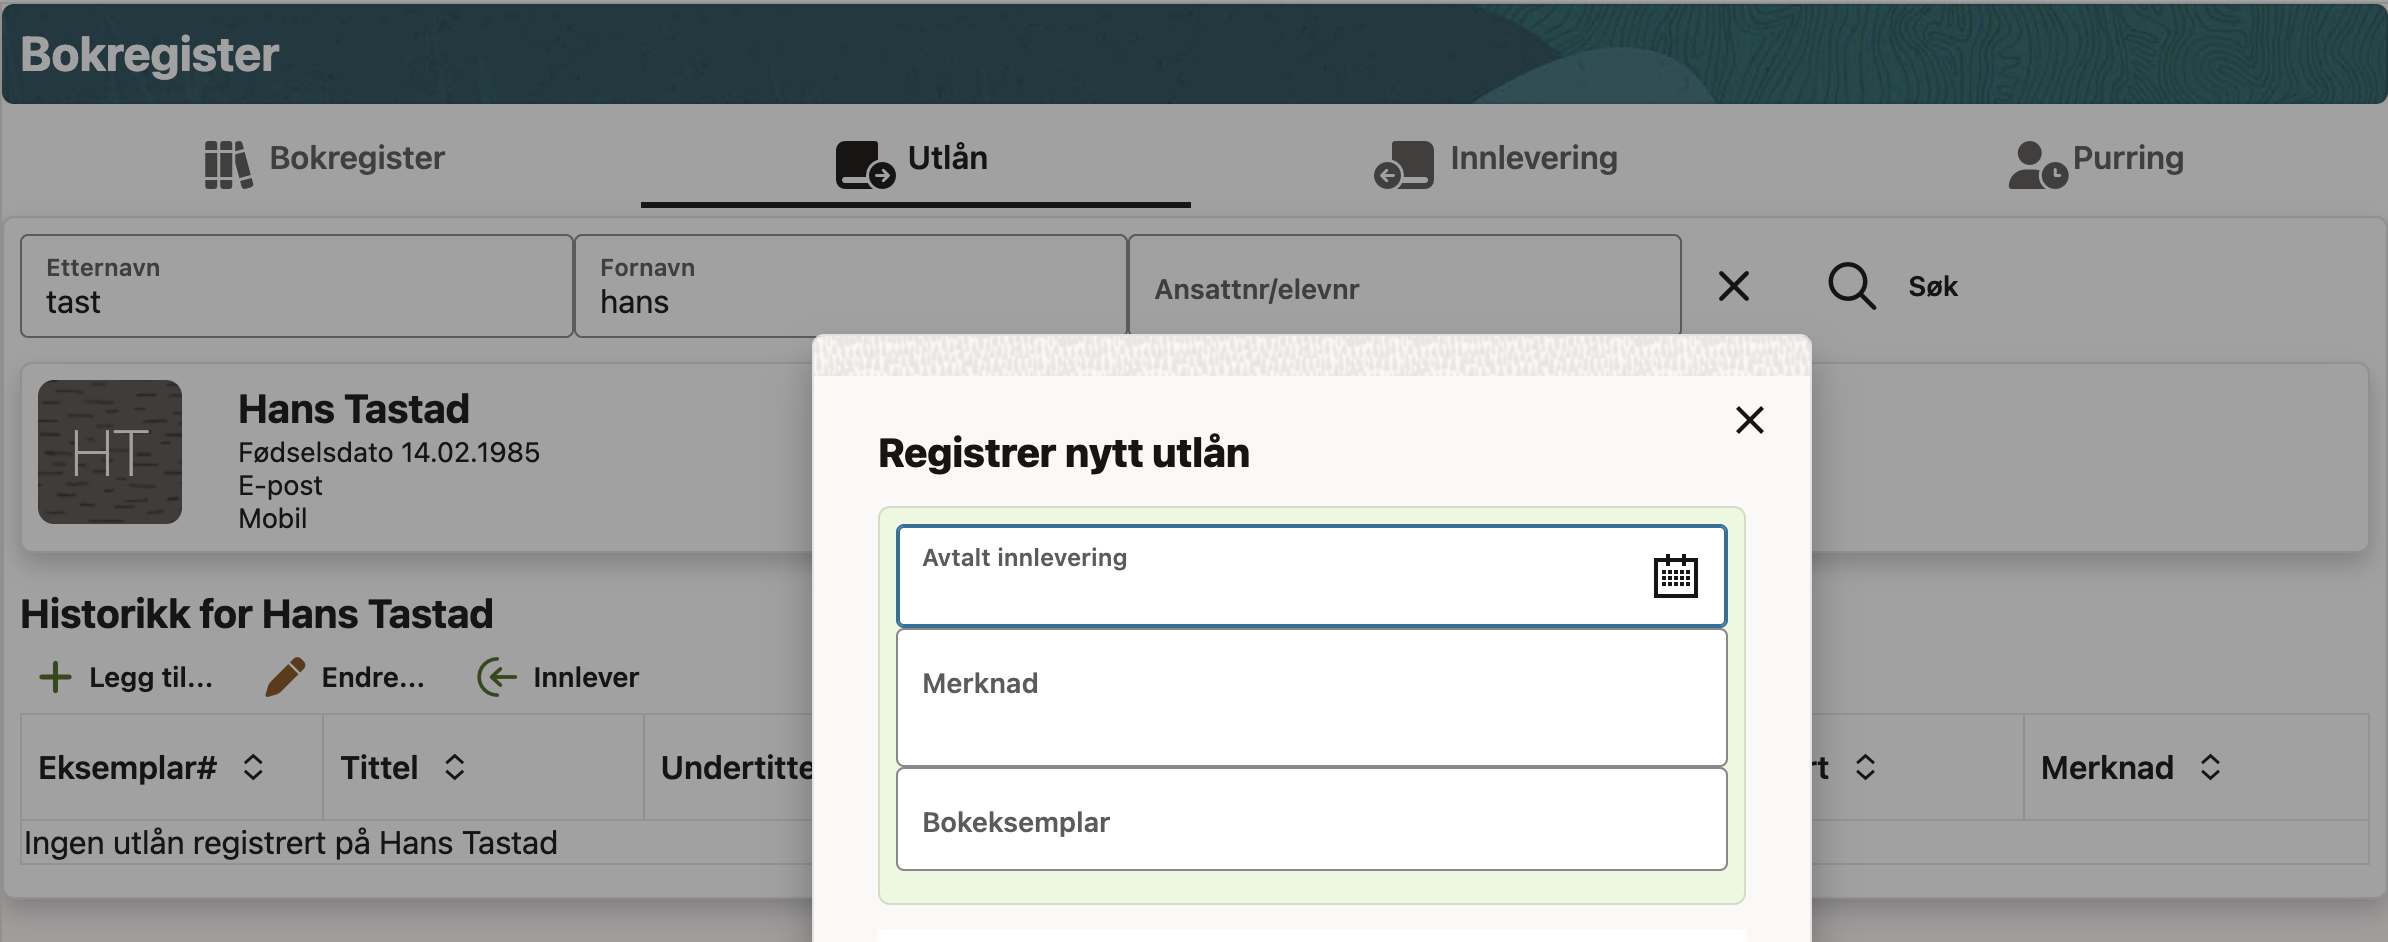 Bokregister
Bokregister
Utlån
Innlevering
Purring
Etternavn
tast
Fornavn
hans
Ansattnr/elevnr
Søk
HT
Hans Tastad
Fødselsdato 14.02.1985
E-post
Mobil
Historikk for Hans Tastad
Legg til...
Endre...
Innlever
Eksemplar#
Tittel
Undertitte
rt
Merknad
Ingen utlån registrert på Hans Tastad
Registrer nytt utlån
Avtalt innlevering
Merknad
Bokeksemplar